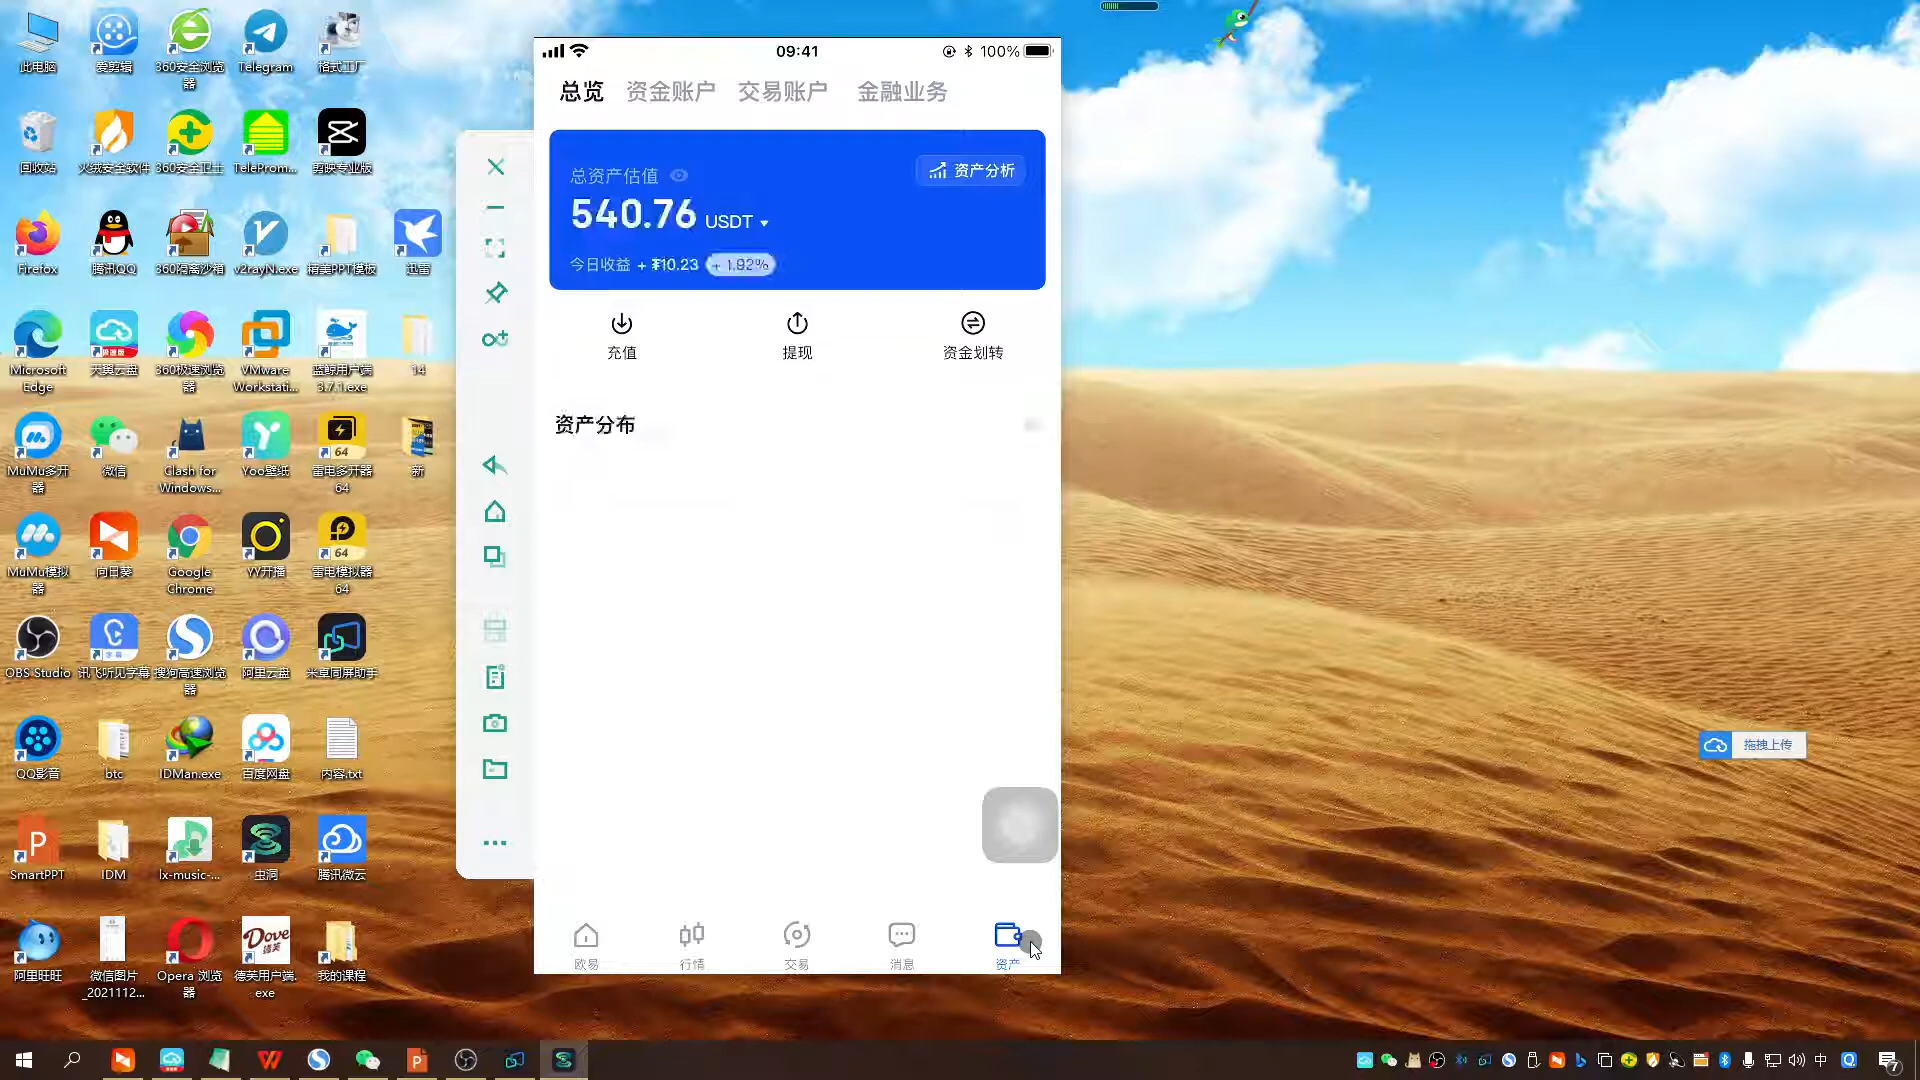 此电脑
爱剪辑
360安全浏览器
Telegram
格式工厂
回收站
火绒安全软件
360安全卫士
TeleProm...
剪映专业版
Firefox
腾讯QQ
360隔离沙箱
v2rayN.exe
精美PPT模板
迅雷
Microsoft Edge
天翼云盘
360极速浏览器
VMware Workstati...
蓝鲸用户端3.7.1.exe
14
MuMu多开器
微信
Clash for Windows...
Yoo壁纸
雷电多开器64
新
MuMu模拟器
向日葵
Google Chrome
YY开播
雷电模拟器64
OBS Studio
讯飞听见字幕
搜狗高速浏览器
阿里云盘
米卓同屏助手
QQ影音
btc
IDMan.exe
百度网盘
内容.txt
SmartPPT
IDM
lx-music-...
虫洞
腾讯微云
阿里旺旺
微信图片_2021112...
Opera 浏览器
德芙用户端.exe
我的课程
09:41
100%
总览 资金账户 交易账户 金融业务
总资产估值
资产分析
540.76 USDT
今日收益 + ₮10.23 + 1.92%
充值
提现
资金划转
资产分布
欧易
行情
交易
消息
资产
拖拽上传
中
7